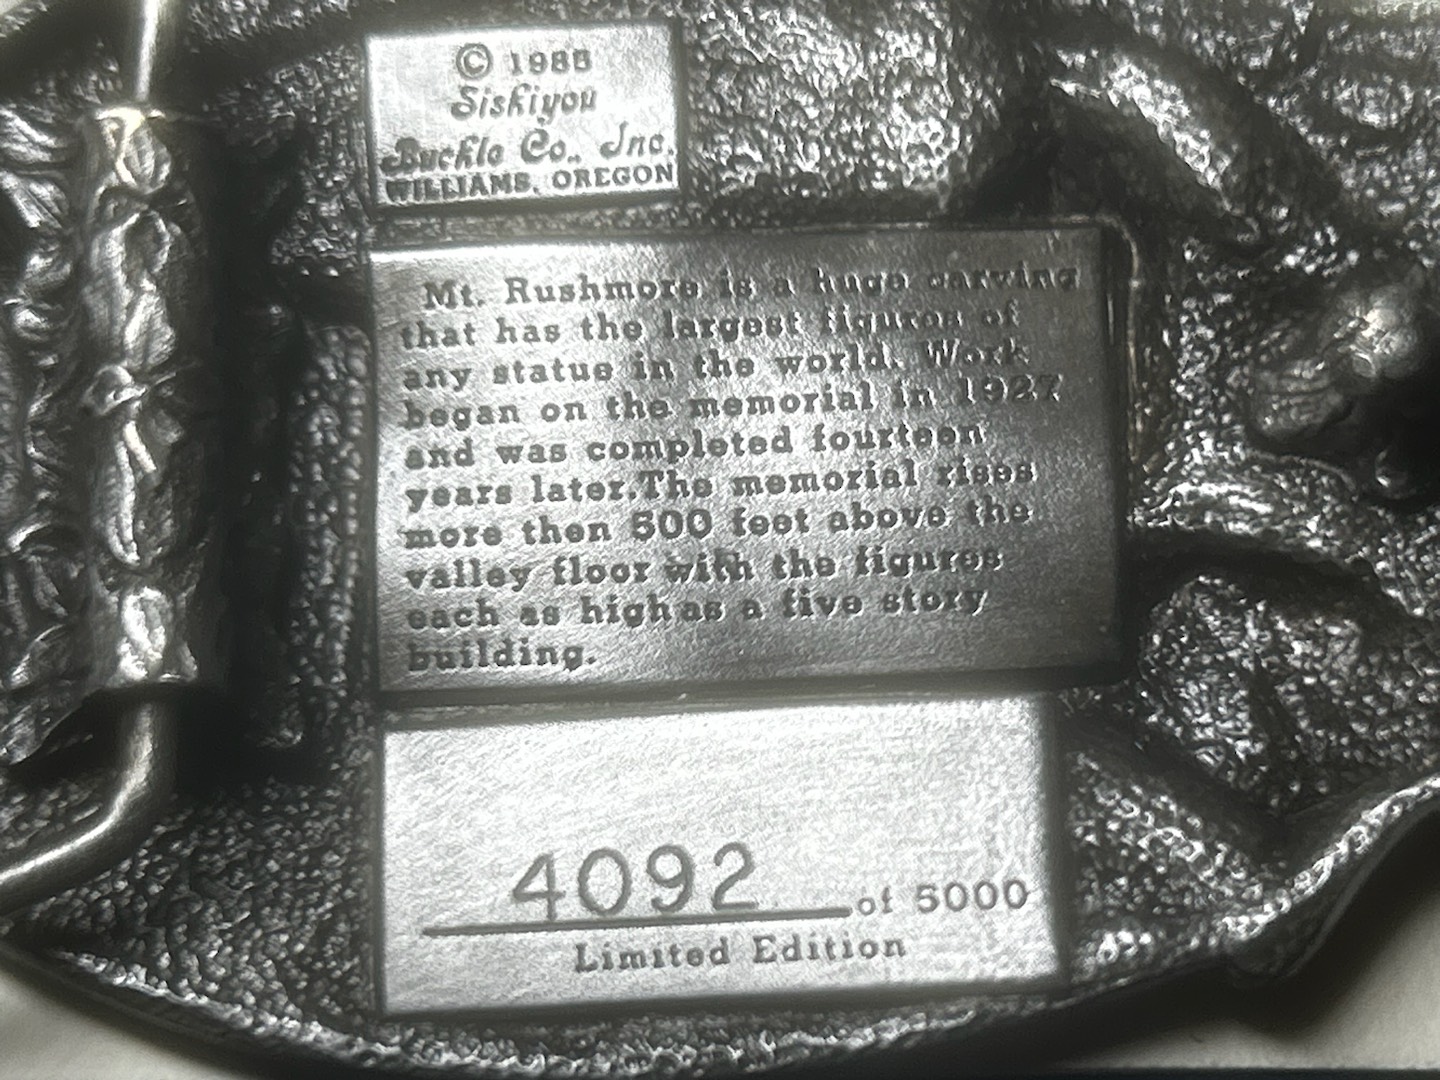 © 1988
Siskiyou
Buckle Co., Inc.
WILLIAMS, OREGON
Mt. Rushmore is a huge carving
that has the largest figures of
any statue in the world. Work
began on the memorial in 1927
and was completed fourteen
years later.The memorial rises
more then 500 feet above the
valley floor with the figures
each as high as a five story
building.
4092 of 5000
Limited Edition